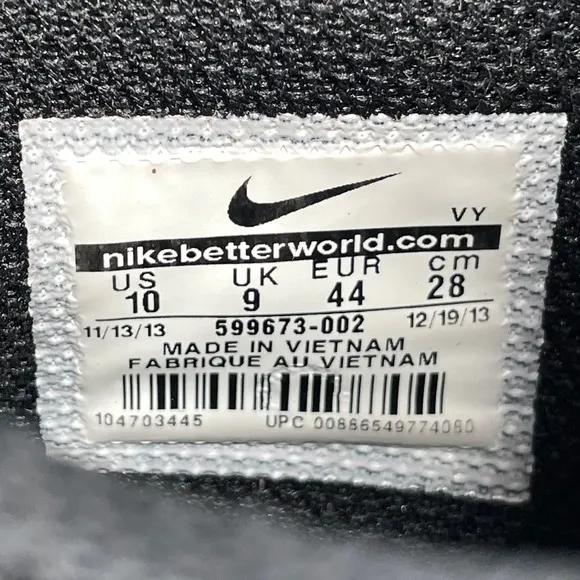 VY
nikebetterworld.com
US UK EUR cm
10 9 44 28
11/13/13 599673-002 12/19/13
MADE IN VIETNAM
FABRIQUE AU VIETNAM
104703445 UPC 00886549774080